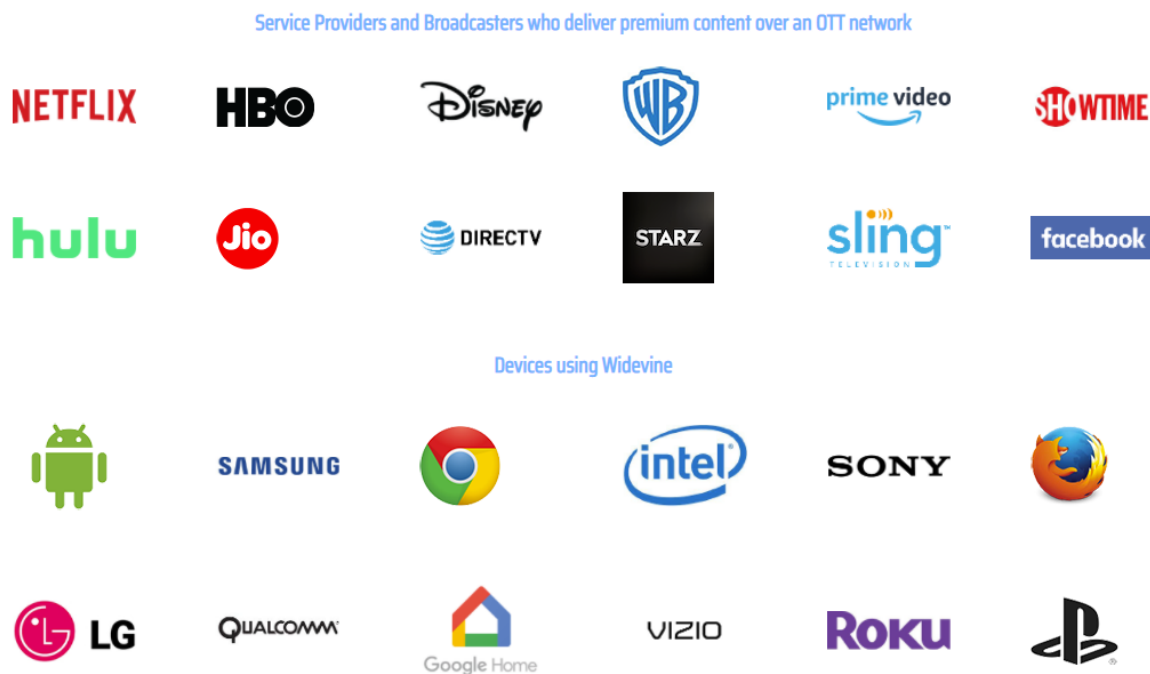 Service Providers and Broadcasters who deliver premium content over an OTT network
NETFLIX HBO Disney WB prime video SHOWTIME
hulu Jio DIRECTV STARZ sling™ TELEVISION facebook
Devices using Widevine
SAMSUNG intel® SONY
LG QUALCOMM VIZIO ROKU ®
Google Home